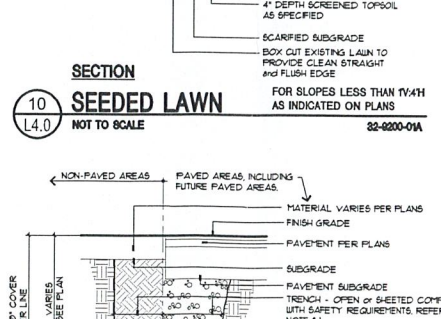 4" DEPTH SCREENED TOPSOIL
AS SPECIFIED
SCARIFIED SUBGRADE
BOX CUT EXISTING LAWN TO
PROVIDE CLEAN STRAIGHT
and FLUSH EDGE
SECTION
10
L4.0
SEEDED LAWN
NOT TO SCALE
FOR SLOPES LESS THAN 1V:4H
AS INDICATED ON PLANS
32-9200-01A
NON-PAVED AREAS
PAVED AREAS, INCLUDING
FUTURE PAVED AREAS.
MATERIAL VARIES PER PLANS
FINISH GRADE
PAVEMENT PER PLANS
SUBGRADE
PAVEMENT SUBGRADE
TRENCH - OPEN or SHEETED
WITH SAFETY REQUIREMENTS,
COVER
LINE
VARIES
SEE PLAN